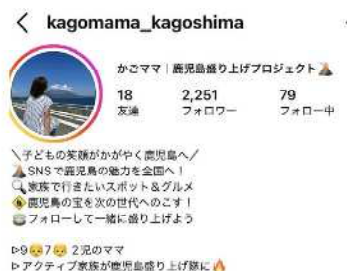 kagomama_kagoshima
かごママ｜鹿児島盛り上げプロジェクト🌋
18 2,251 79
友達 フォロワー フォロー中
＼子どもの笑顔がかがやく鹿児島へ／
🌋SNSで鹿児島の魅力を全国へ！
🔍家族で行きたいスポット＆グルメ
鹿児島の宝を次の世代へのこす！
フォローして一緒に盛り上げよう
▷9👦7👦 2児のママ
▷アクティブ家族が鹿児島盛り上げ隊に🔥